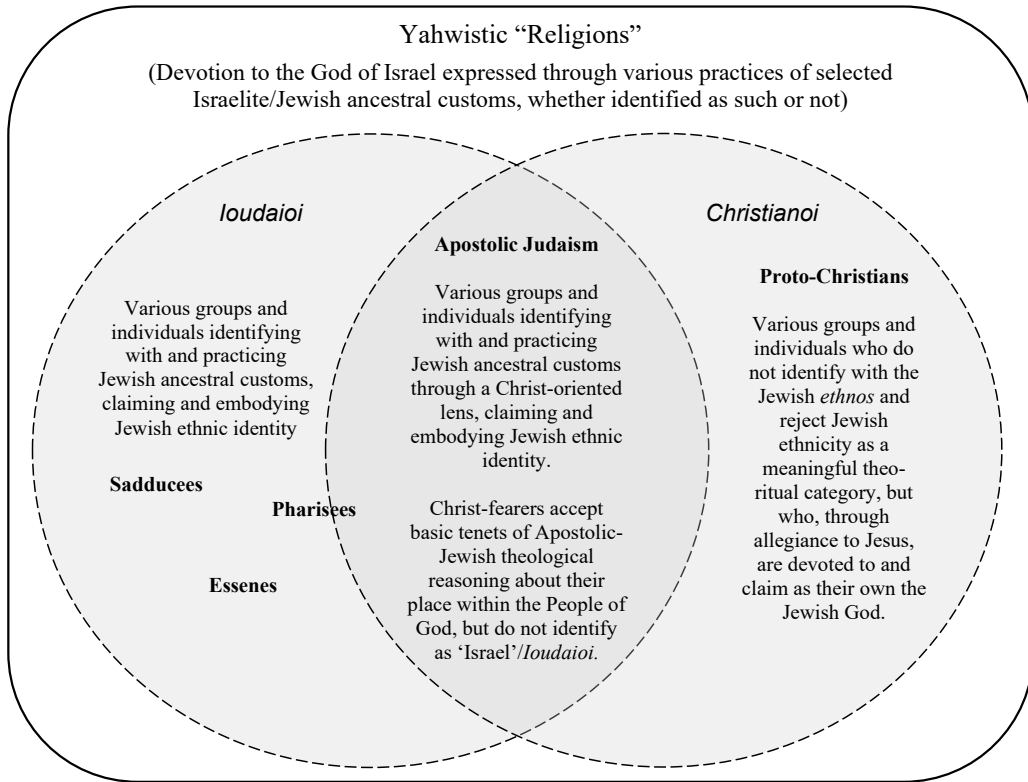 Yahwistic “Religions”
(Devotion to the God of Israel expressed through various practices of selected
Israelite/Jewish ancestral customs, whether identified as such or not)
Ioudaioi
Various groups and
individuals identifying
with and practicing
Jewish ancestral customs,
claiming and embodying
Jewish ethnic identity
Sadducees
Pharisees
Essenes
Apostolic Judaism
Various groups and
individuals identifying
with and practicing
Jewish ancestral customs
through a Christ-oriented
lens, claiming and
embodying Jewish ethnic
identity.
Christ-fearers accept
basic tenets of Apostolic-
Jewish theological
reasoning about their
place within the People of
God, but do not identify
as ‘Israel’/Ioudaioi.
Christianoi
Proto-Christians
Various groups and
individuals who do
not identify with the
Jewish ethnos and
reject Jewish
ethnicity as a
meaningful theo-
ritual category, but
who, through
allegiance to Jesus,
are devoted to and
claim as their own the
Jewish God.